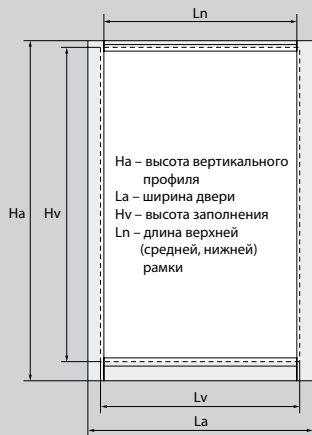 Ln
Ha – высота вертикального
профиля
La – ширина двери
Hv – высота заполнения
Ln – длина верхней
(средней, нижней)
рамки
Ha
Hv
Lv
La